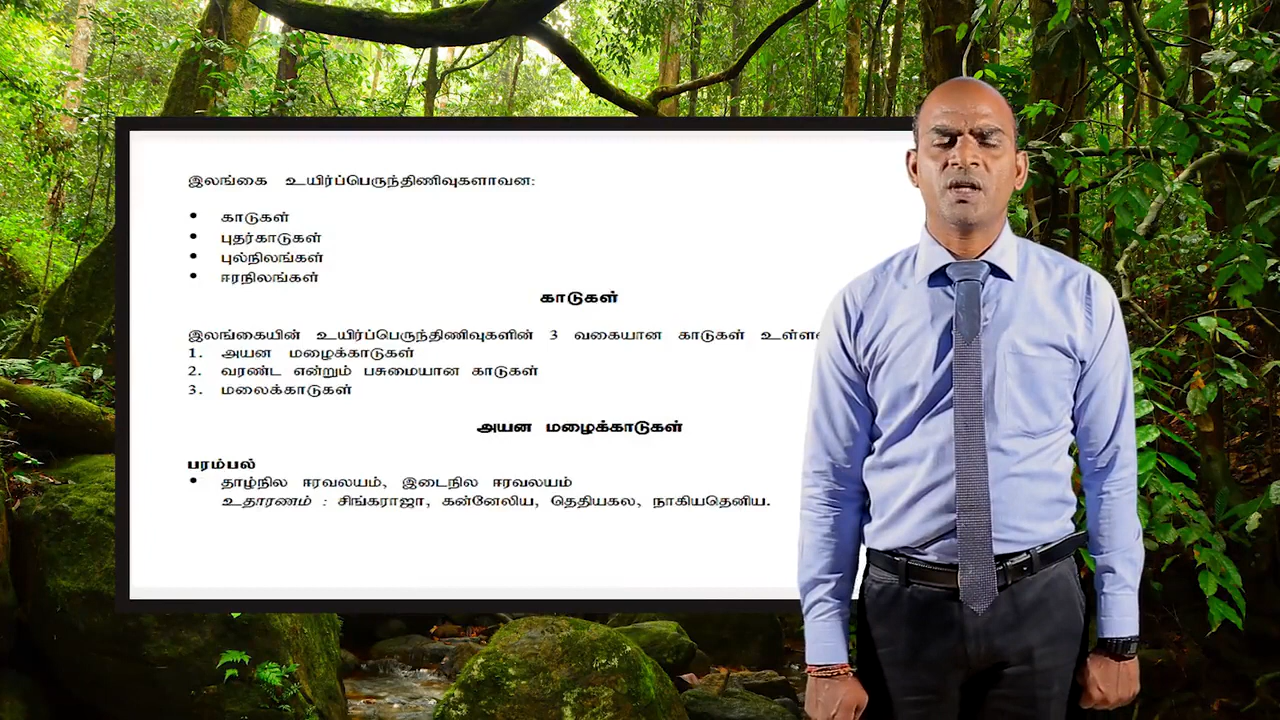 இலங்கை உயிர்ப்பெருந்திணிவுகளாவன:
• காடுகள்
• புதர்காடுகள்
• புல்நிலங்கள்
• ஈரநிலங்கள்
காடுகள்
இலங்கையின் உயிர்ப்பெருந்திணிவுகளின் 3 வகையான காடுகள்
1. அயன மழைக்காடுகள்
2. வரண்ட என்றும் பசுமையான காடுகள்
3. மலைக்காடுகள்
அயன மழைக்காடுகள்
பரம்பல்
• தாழ்நில ஈரவலயம், இடைநில ஈரவலயம்
உதாரணம் : சிங்கராஜா, கன்னேலிய, தெதியகல, நாகியதெனிய.